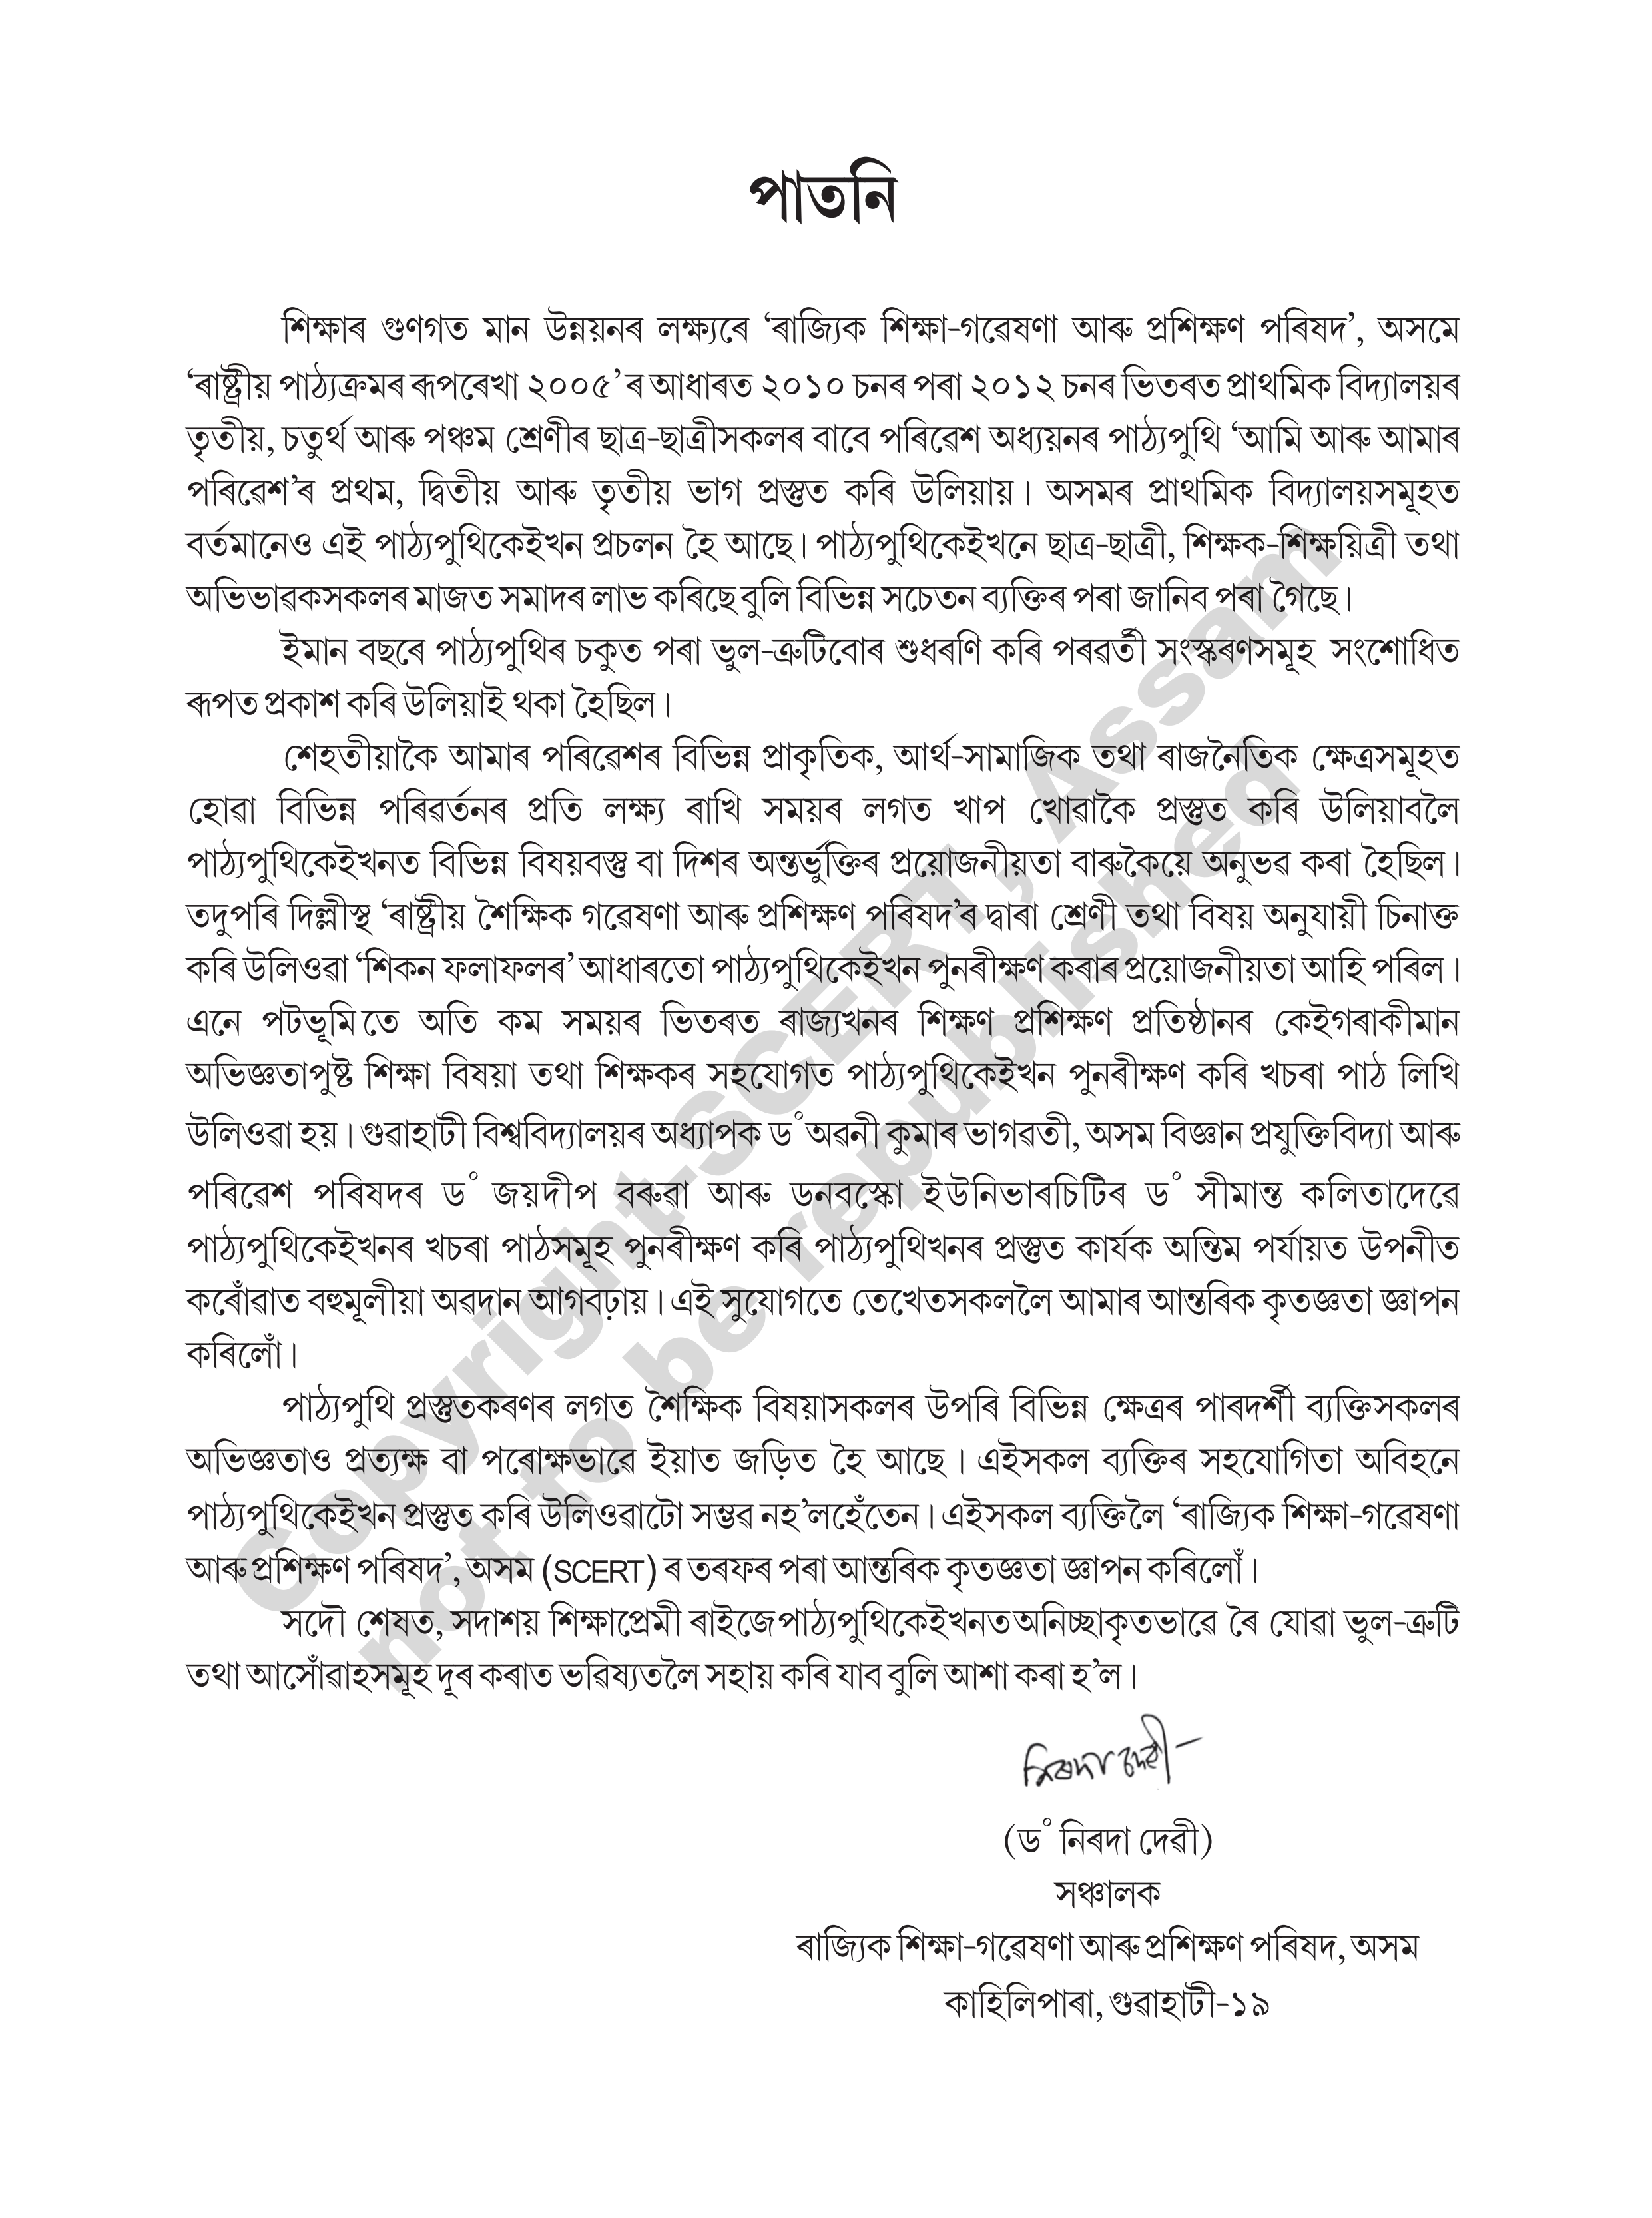 পাতনি
শিক্ষাৰ গুণগত মান উন্নয়নৰ লক্ষ্যৰে ‘ৰাজ্যিক শিক্ষা-গৱেষণা আৰু প্ৰশিক্ষণ পৰিষদ’, অসমে
‘ৰাষ্ট্ৰীয় পাঠ্যক্ৰমৰ ৰূপৰেখা ২০০৫’ৰ আধাৰত ২০১০ চনৰ পৰা ২০১২ চনৰ ভিতৰত প্ৰাথমিক বিদ্যালয়ৰ
তৃতীয়, চতুৰ্থ আৰু পঞ্চম শ্ৰেণীৰ ছাত্ৰ-ছাত্ৰীসকলৰ বাবে পৰিৱেশ অধ্যয়নৰ পাঠ্যপুথি ‘আমি আৰু আমাৰ
পৰিৱেশ’ৰ প্ৰথম, দ্বিতীয় আৰু তৃতীয় ভাগ প্ৰস্তুত কৰি উলিয়ায়। অসমৰ প্ৰাথমিক বিদ্যালয়সমূহত
বৰ্তমানেও এই পাঠ্যপুথিকেইখন প্ৰচলন হৈ আছে। পাঠ্যপুথিকেইখনে ছাত্ৰ-ছাত্ৰী, শিক্ষক-শিক্ষয়িত্ৰী তথা
অভিভাৱকসকলৰ মাজত সমাদৰ লাভ কৰিছে বুলি বিভিন্ন সচেতন ব্যক্তিৰ পৰা জানিব পৰা গৈছে।
ইমান বছৰে পাঠ্যপুথিৰ চকুত পৰা ভুল-ত্ৰুটিবোৰ শুধৰণি কৰি পৰৱৰ্তী সংস্কৰণসমূহ সংশোধিত
ৰূপত প্ৰকাশ কৰি উলিয়াই থকা হৈছিল।
শেহতীয়াকৈ আমাৰ পৰিৱেশৰ বিভিন্ন প্ৰাকৃতিক, আৰ্থ-সামাজিক তথা ৰাজনৈতিক ক্ষেত্ৰসমূহত
হোৱা বিভিন্ন পৰিৱৰ্তনৰ প্ৰতি লক্ষ্য ৰাখি সময়ৰ লগত খাপ খোৱাকৈ প্ৰস্তুত কৰি উলিয়াবলৈ
পাঠ্যপুথিকেইখনত বিভিন্ন বিষয়বস্তু বা দিশৰ অন্তৰ্ভুক্তিৰ প্ৰয়োজনীয়তা বাৰুকৈয়ে অনুভৱ কৰা হৈছিল।
তদুপৰি দিল্লীস্থ ‘ৰাষ্ট্ৰীয় শৈক্ষিক গৱেষণা আৰু প্ৰশিক্ষণ পৰিষদ’ৰ দ্বাৰা শ্ৰেণী তথা বিষয় অনুযায়ী চিনাক্ত
কৰি উলিওৱা ‘শিকন ফলাফলৰ’ আধাৰতো পাঠ্যপুথিকেইখন পুনৰীক্ষণ কৰাৰ প্ৰয়োজনীয়তা আহি পৰিল।
এনে পটভূমিতে অতি কম সময়ৰ ভিতৰত ৰাজ্যখনৰ শিক্ষণ প্ৰশিক্ষণ প্ৰতিষ্ঠানৰ কেইগৰাকীমান
অভিজ্ঞতাপুষ্ট শিক্ষা বিষয়া তথা শিক্ষকৰ সহযোগত পাঠ্যপুথিকেইখন পুনৰীক্ষণ কৰি খচৰা পাঠ লিখি
উলিওৱা হয়। গুৱাহাটী বিশ্ববিদ্যালয়ৰ অধ্যাপক ড° অৱনী কুমাৰ ভাগৱতী, অসম বিজ্ঞান প্ৰযুক্তিবিদ্যা আৰু
পৰিৱেশ পৰিষদৰ ড° জয়দীপ বৰুৱা আৰু ডনবস্কো ইউনিভাৰচিটিৰ ড° সীমান্ত কলিতাদেৱে
পাঠ্যপুথিকেইখনৰ খচৰা পাঠসমূহ পুনৰীক্ষণ কৰি পাঠ্যপুথিখনৰ প্ৰস্তুত কাৰ্যক অন্তিম পৰ্যায়ত উপনীত
কৰোঁৱাত বহুমূলীয়া অৱদান আগবঢ়ায়। এই সুযোগতে তেখেতসকললৈ আমাৰ আন্তৰিক কৃতজ্ঞতা জ্ঞাপন
কৰিলোঁ।
পাঠ্যপুথি প্ৰস্তুতকৰণৰ লগত শৈক্ষিক বিষয়াসকলৰ উপৰি বিভিন্ন ক্ষেত্ৰৰ পাৰদৰ্শী ব্যক্তিসকলৰ
অভিজ্ঞতাও প্ৰত্যক্ষ বা পৰোক্ষভাৱে ইয়াত জড়িত হৈ আছে। এইসকল ব্যক্তিৰ সহযোগিতা অবিহনে
পাঠ্যপুথিকেইখন প্ৰস্তুত কৰি উলিওৱাটো সম্ভৱ নহ’লহেঁতেন। এইসকল ব্যক্তিলৈ ‘ৰাজ্যিক শিক্ষা-গৱেষণা
আৰু প্ৰশিক্ষণ পৰিষদ’, অসম (SCERT) ৰ তৰফৰ পৰা আন্তৰিক কৃতজ্ঞতা জ্ঞাপন কৰিলোঁ।
সদৌ শেষত, সদাশয় শিক্ষাপ্ৰেমী ৰাইজে পাঠ্যপুথিকেইখনত অনিচ্ছাকৃতভাৱে ৰৈ যোৱা ভুল-ত্ৰুটি
তথা আসোঁৱাহসমূহ দূৰ কৰাত ভৱিষ্যতলৈ সহায় কৰি যাব বুলি আশা কৰা হ’ল।
নিৰদা দেৱী
(ড° নিৰদা দেৱী)
সঞ্চালক
ৰাজ্যিক শিক্ষা-গৱেষণা আৰু প্ৰশিক্ষণ পৰিষদ, অসম
কাহিলিপাৰা, গুৱাহাটী-১৯
Copyright-SCERT, Assam
not to be republished